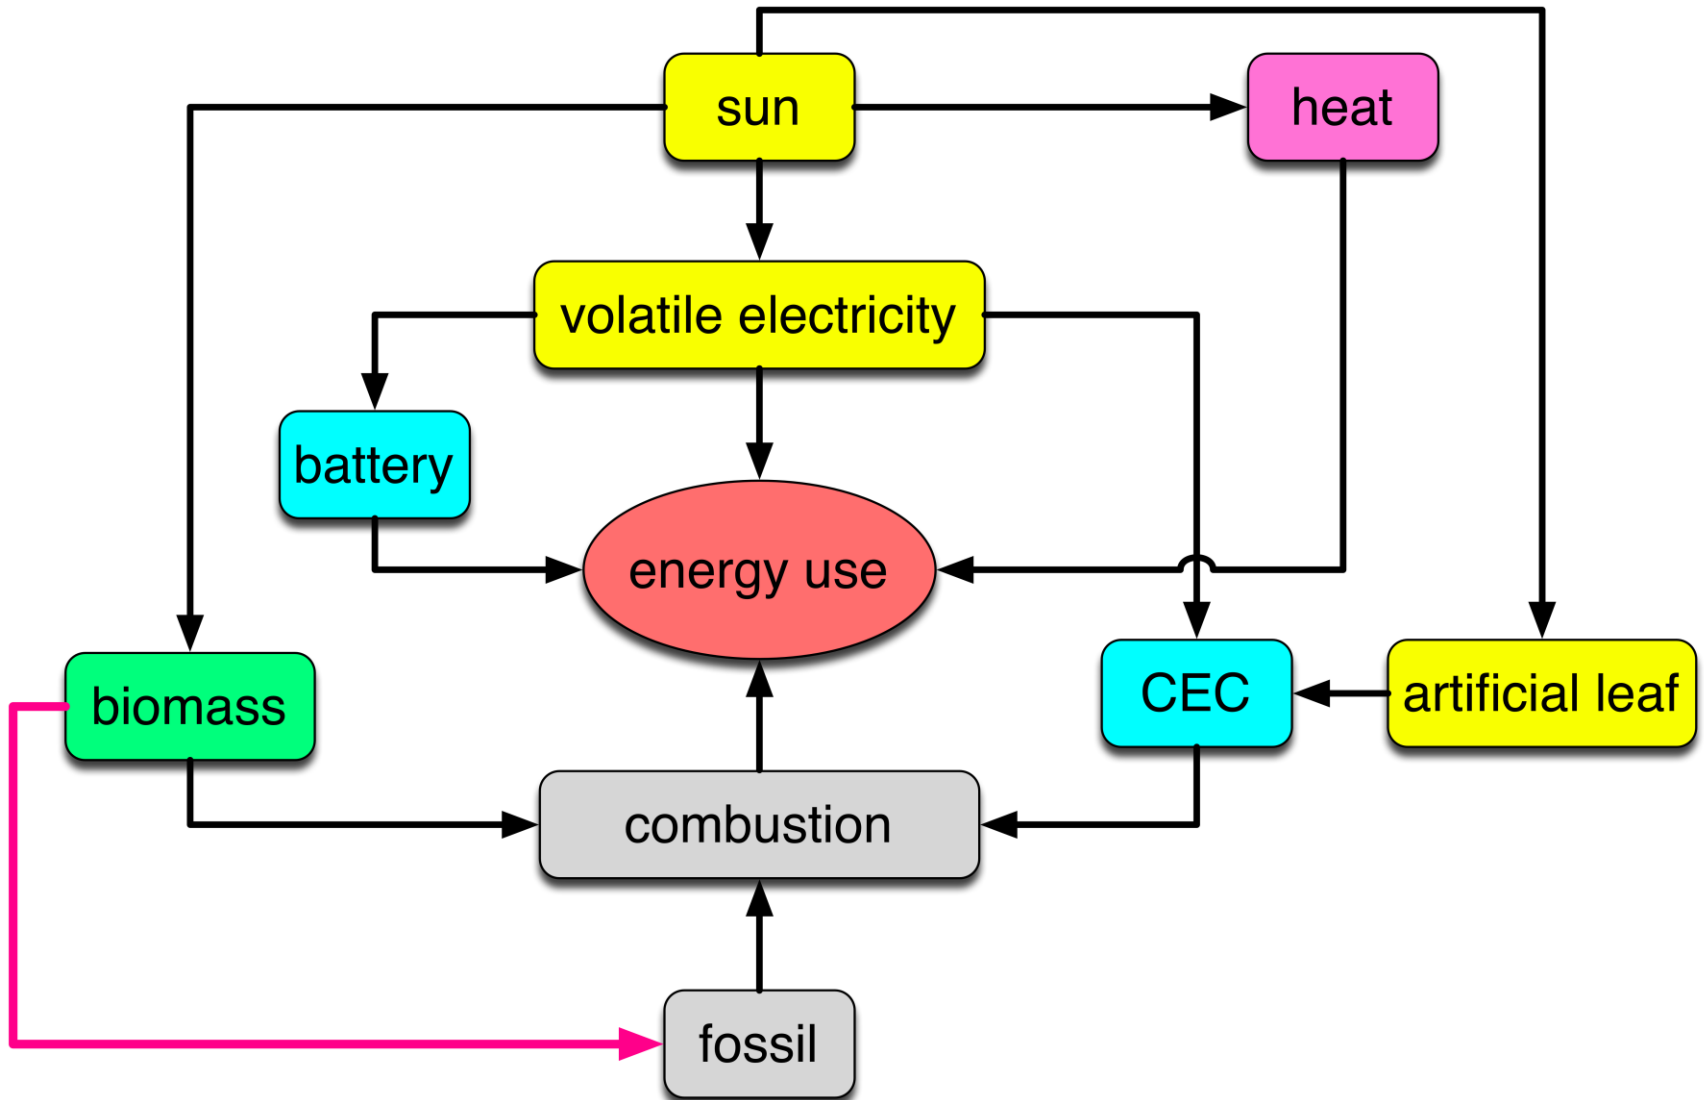 sun
heat
volatile electricity
battery
energy use
biomass
CEC
artificial leaf
combustion
fossil